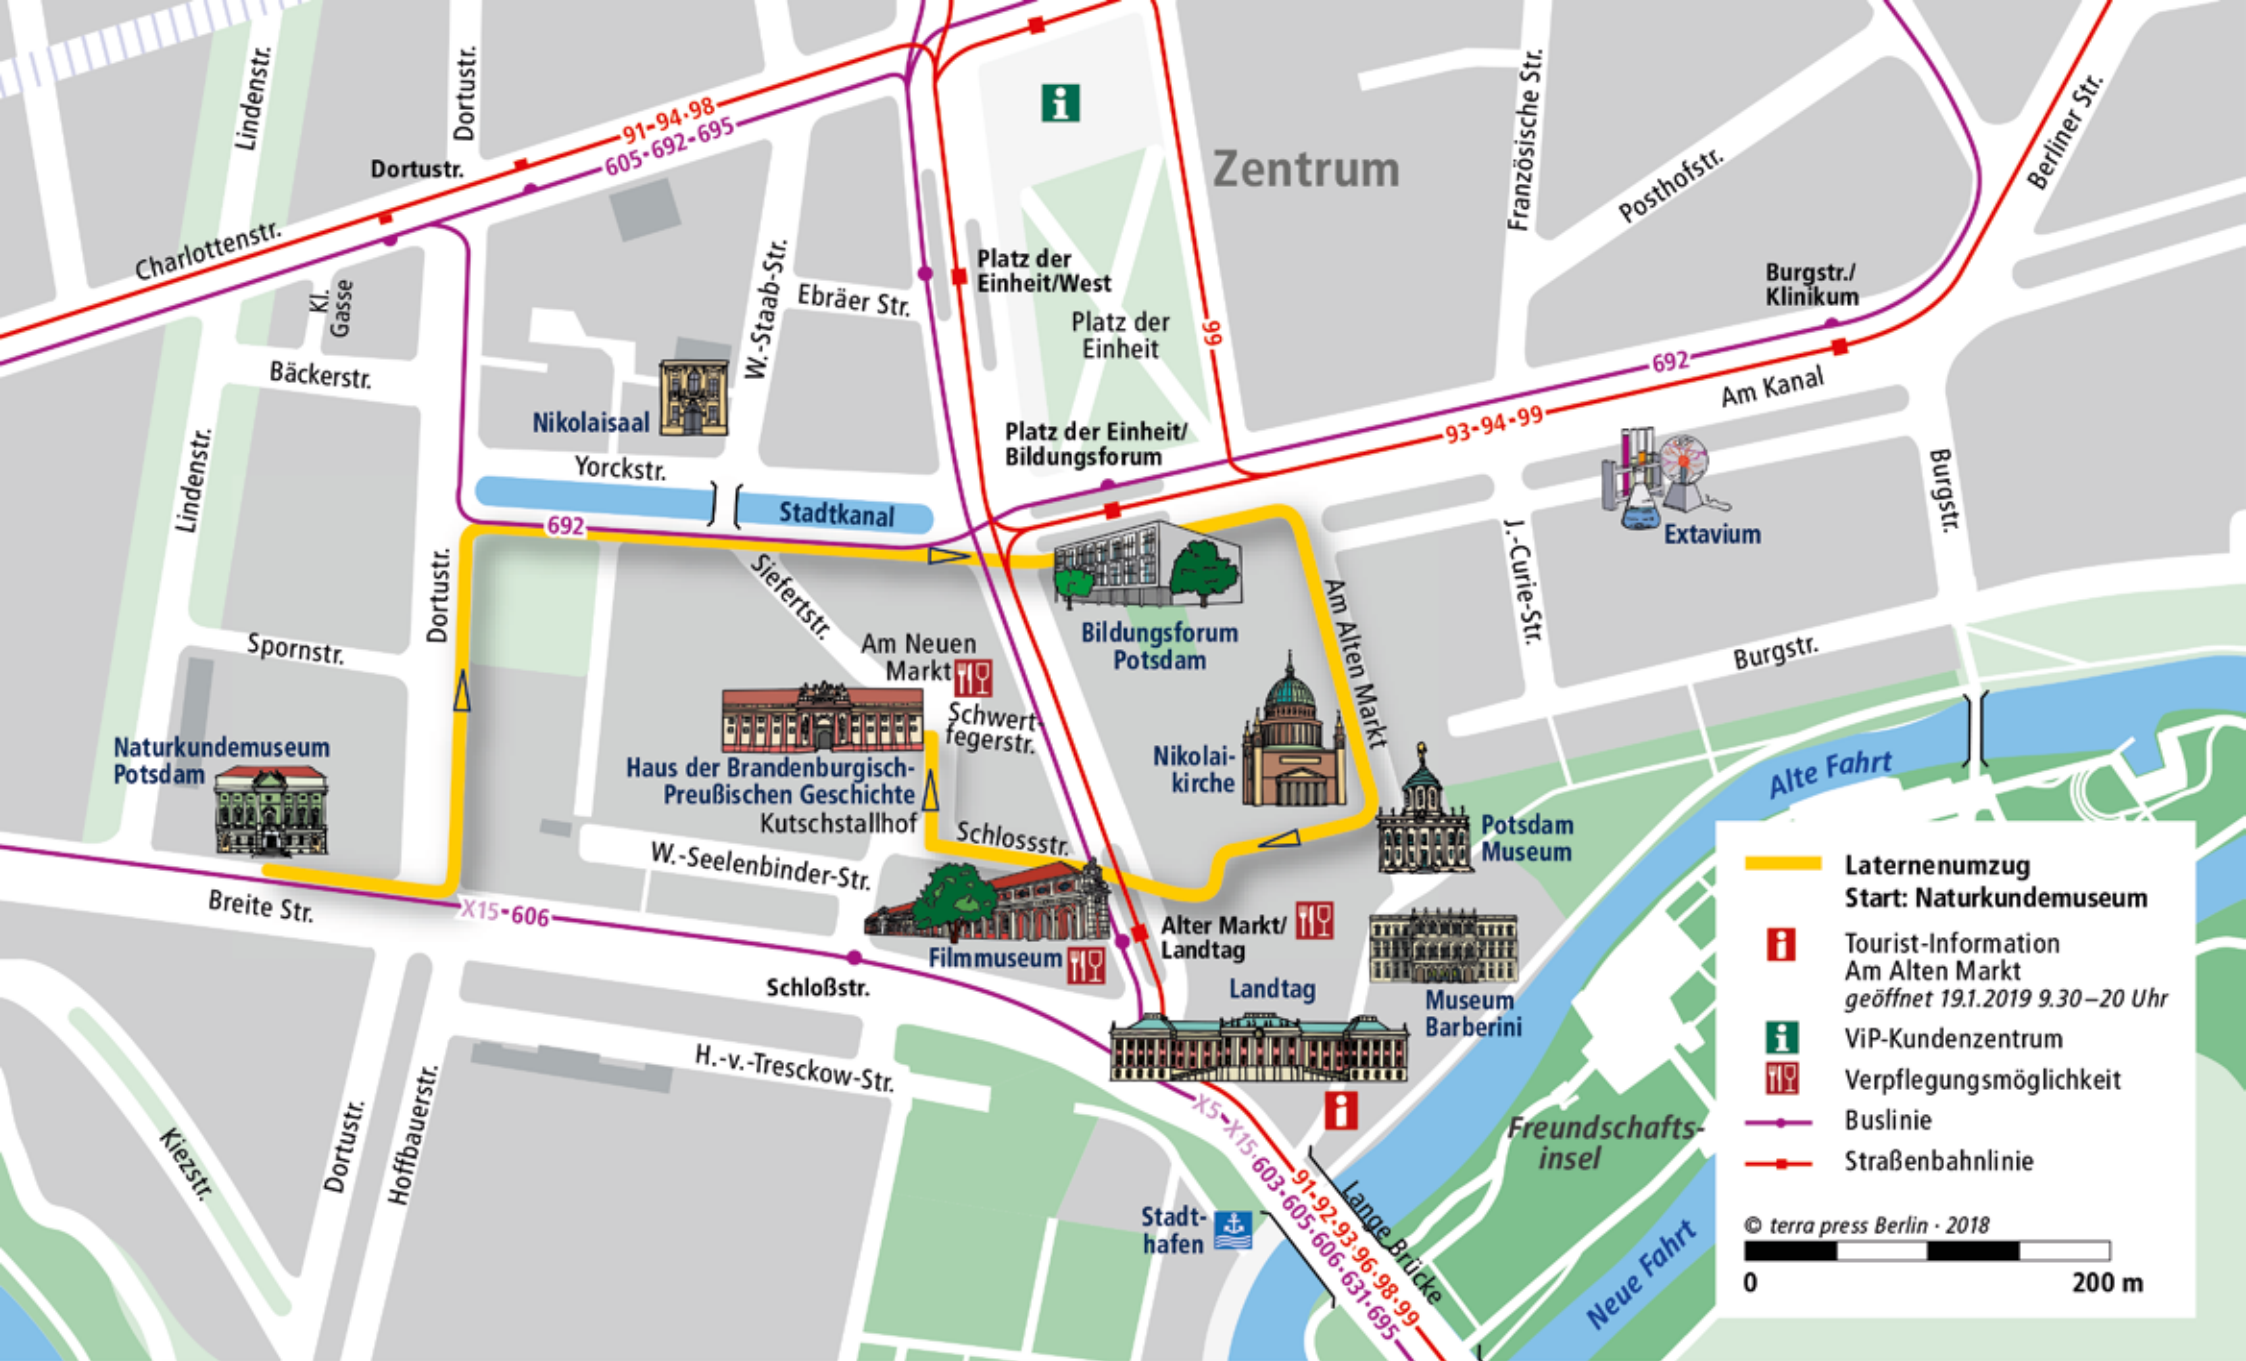 Lindenstr.
Dortustr.
91-94-98
605-692-695
Dortustr.
Charlottenstr.
Kl.
Gasse
Bäckerstr.
Lindenstr.
Nikolaisaal
Yorckstr.
W.-Staab-Str.
Ebräer Str.
Stadtkanal
692
Platz der
Einheit/West
Platz der
Einheit
Platz der Einheit/
Bildungsforum
Zentrum
99
Französische Str.
Posthofstr.
Berliner Str.
Burgstr./
Klinikum
692
93-94-99
Am Kanal
Extavium
Burgstr.
J.-Curie-Str.
Burgstr.
Dortustr.
Spornstr.
Siefertstr.
Am Neuen
Markt
Schwert-
fegerstr.
Bildungsforum
Potsdam
Am Alten Markt
Nikolai-
kirche
Naturkundemuseum
Potsdam
Haus der Brandenburgisch-
Preußischen Geschichte
Kutschstallhof
Schlossstr.
W.-Seelenbinder-Str.
Potsdam
Museum
Alte Fahrt
Breite Str.
X15-606
Filmmuseum
Schloßstr.
Alter Markt/
Landtag
Landtag
Museum
Barberini
H.-v.-Tresckow-Str.
Kiezstr.
Dortustr.
Hoffbauerstr.
X5-X15·603·605·606·631·695
91-92·93·96·98·99
Lange Brücke
Stadt-
hafen
Freundschafts-
insel
Neue Fahrt
Laternenumzug
Start: Naturkundemuseum
Tourist-Information
Am Alten Markt
geöffnet 19.1.2019 9.30–20 Uhr
ViP-Kundenzentrum
Verpflegungsmöglichkeit
Buslinie
Straßenbahnlinie
© terra press Berlin · 2018
0 200 m